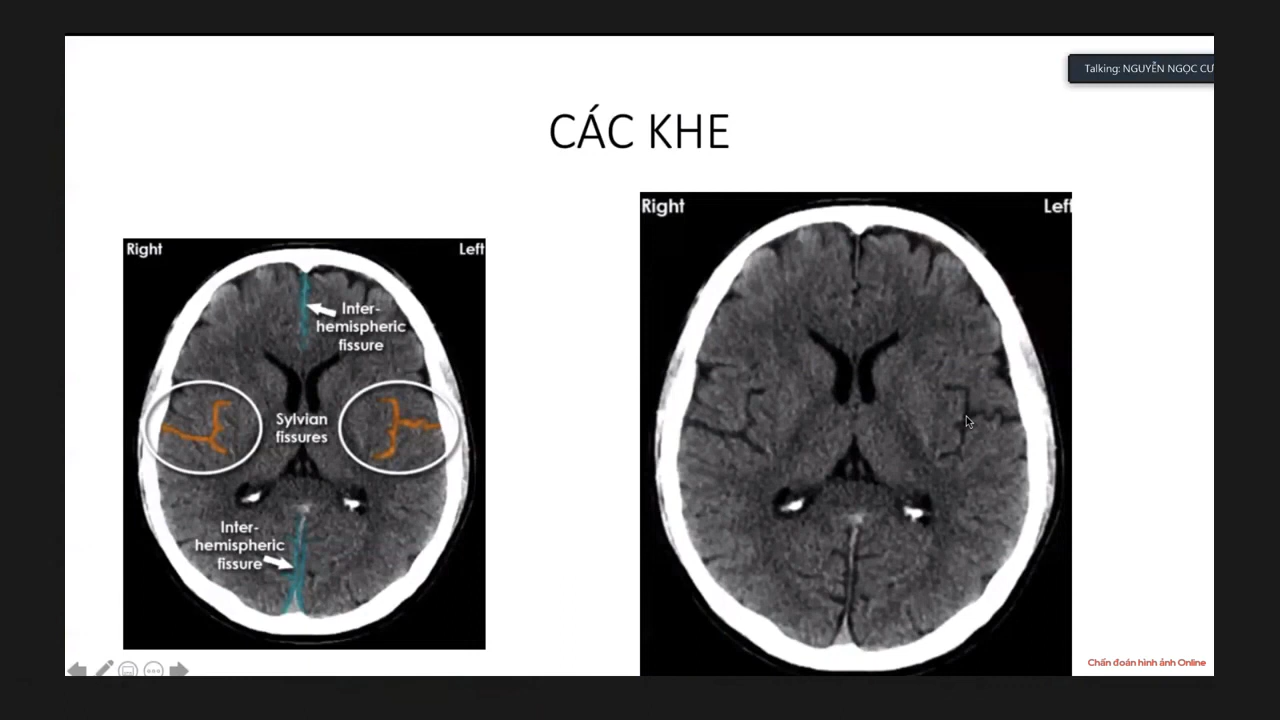 Talking: NGUYỄN NGỌC CƯ
CÁC KHE
Right
Left
Inter-
hemispheric
fissure
Sylvian
fissures
Inter-
hemispheric
fissure
Right
Left
Chẩn đoán hình ảnh Online